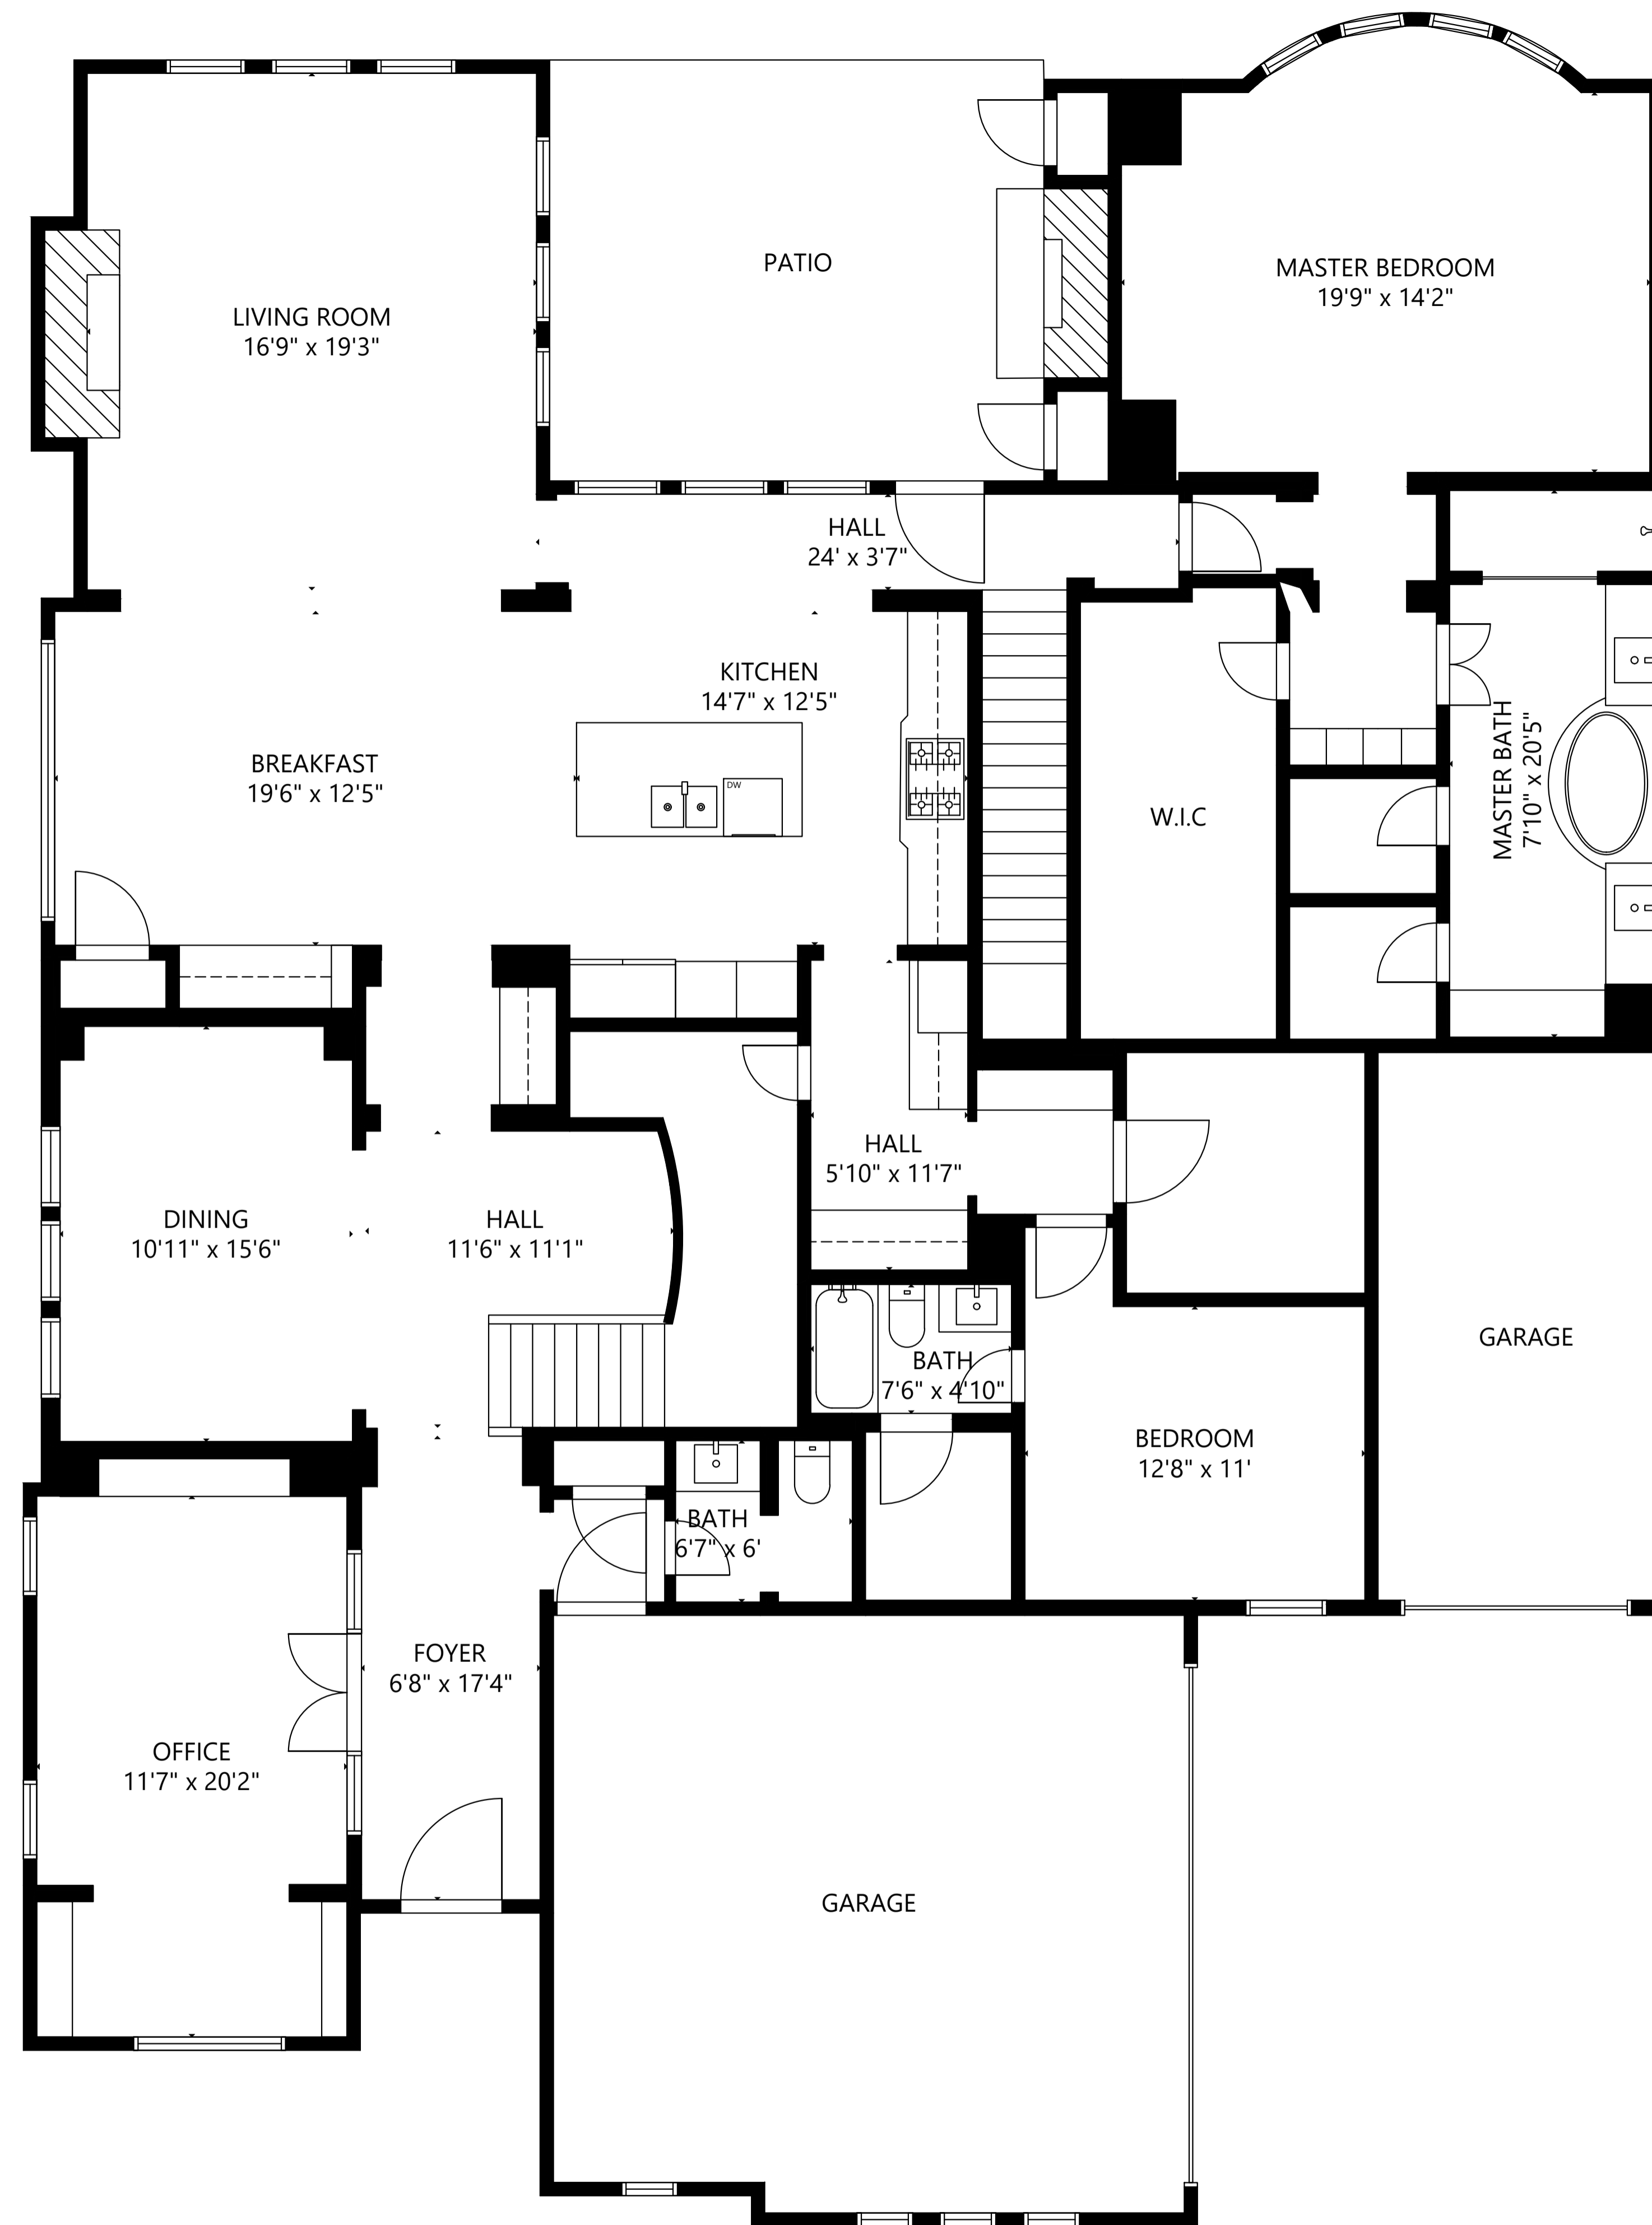 PATIO
MASTER BEDROOM
19'9" x 14'2"
LIVING ROOM
16'9" x 19'3"
HALL
24' x 3'7"
KITCHEN
14'7" x 12'5"
BREAKFAST
19'6" x 12'5"
DW
W.I.C
MASTER BATH
7'10" x 20'5"
HALL
5'10" x 11'7"
DINING
10'11" x 15'6"
HALL
11'6" x 11'1"
GARAGE
BATH
7'6" x 4'10"
BEDROOM
12'8" x 11'
BATH
6'7" x 6'
FOYER
6'8" x 17'4"
OFFICE
11'7" x 20'2"
GARAGE